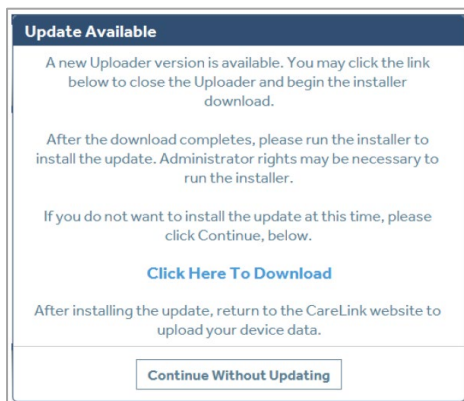 Update Available
A new Uploader version is available. You may click the link
below to close the Uploader and begin the installer
download.
After the download completes, please run the installer to
install the update. Administrator rights may be necessary to
run the installer.
If you do not want to install the update at this time, please
click Continue, below.
Click Here To Download
After installing the update, return to the CareLink website to
upload your device data.
Continue Without Updating